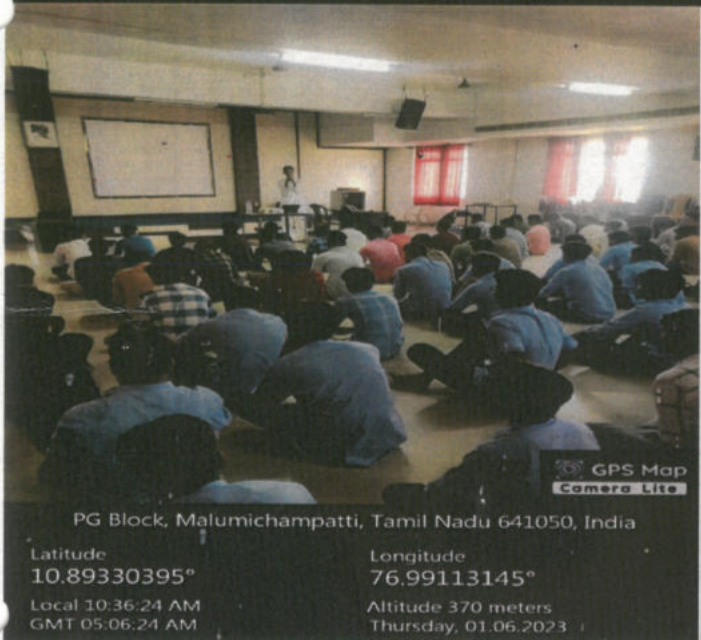 GPS Map
Camera Lite
PG Block, Malumichampatti, Tamil Nadu 641050, India
Latitude
10.89330395°
Longitude
76.99113145°
Local 10:36:24 AM
GMT 05:06:24 AM
Altitude 370 meters
Thursday, 01.06.2023